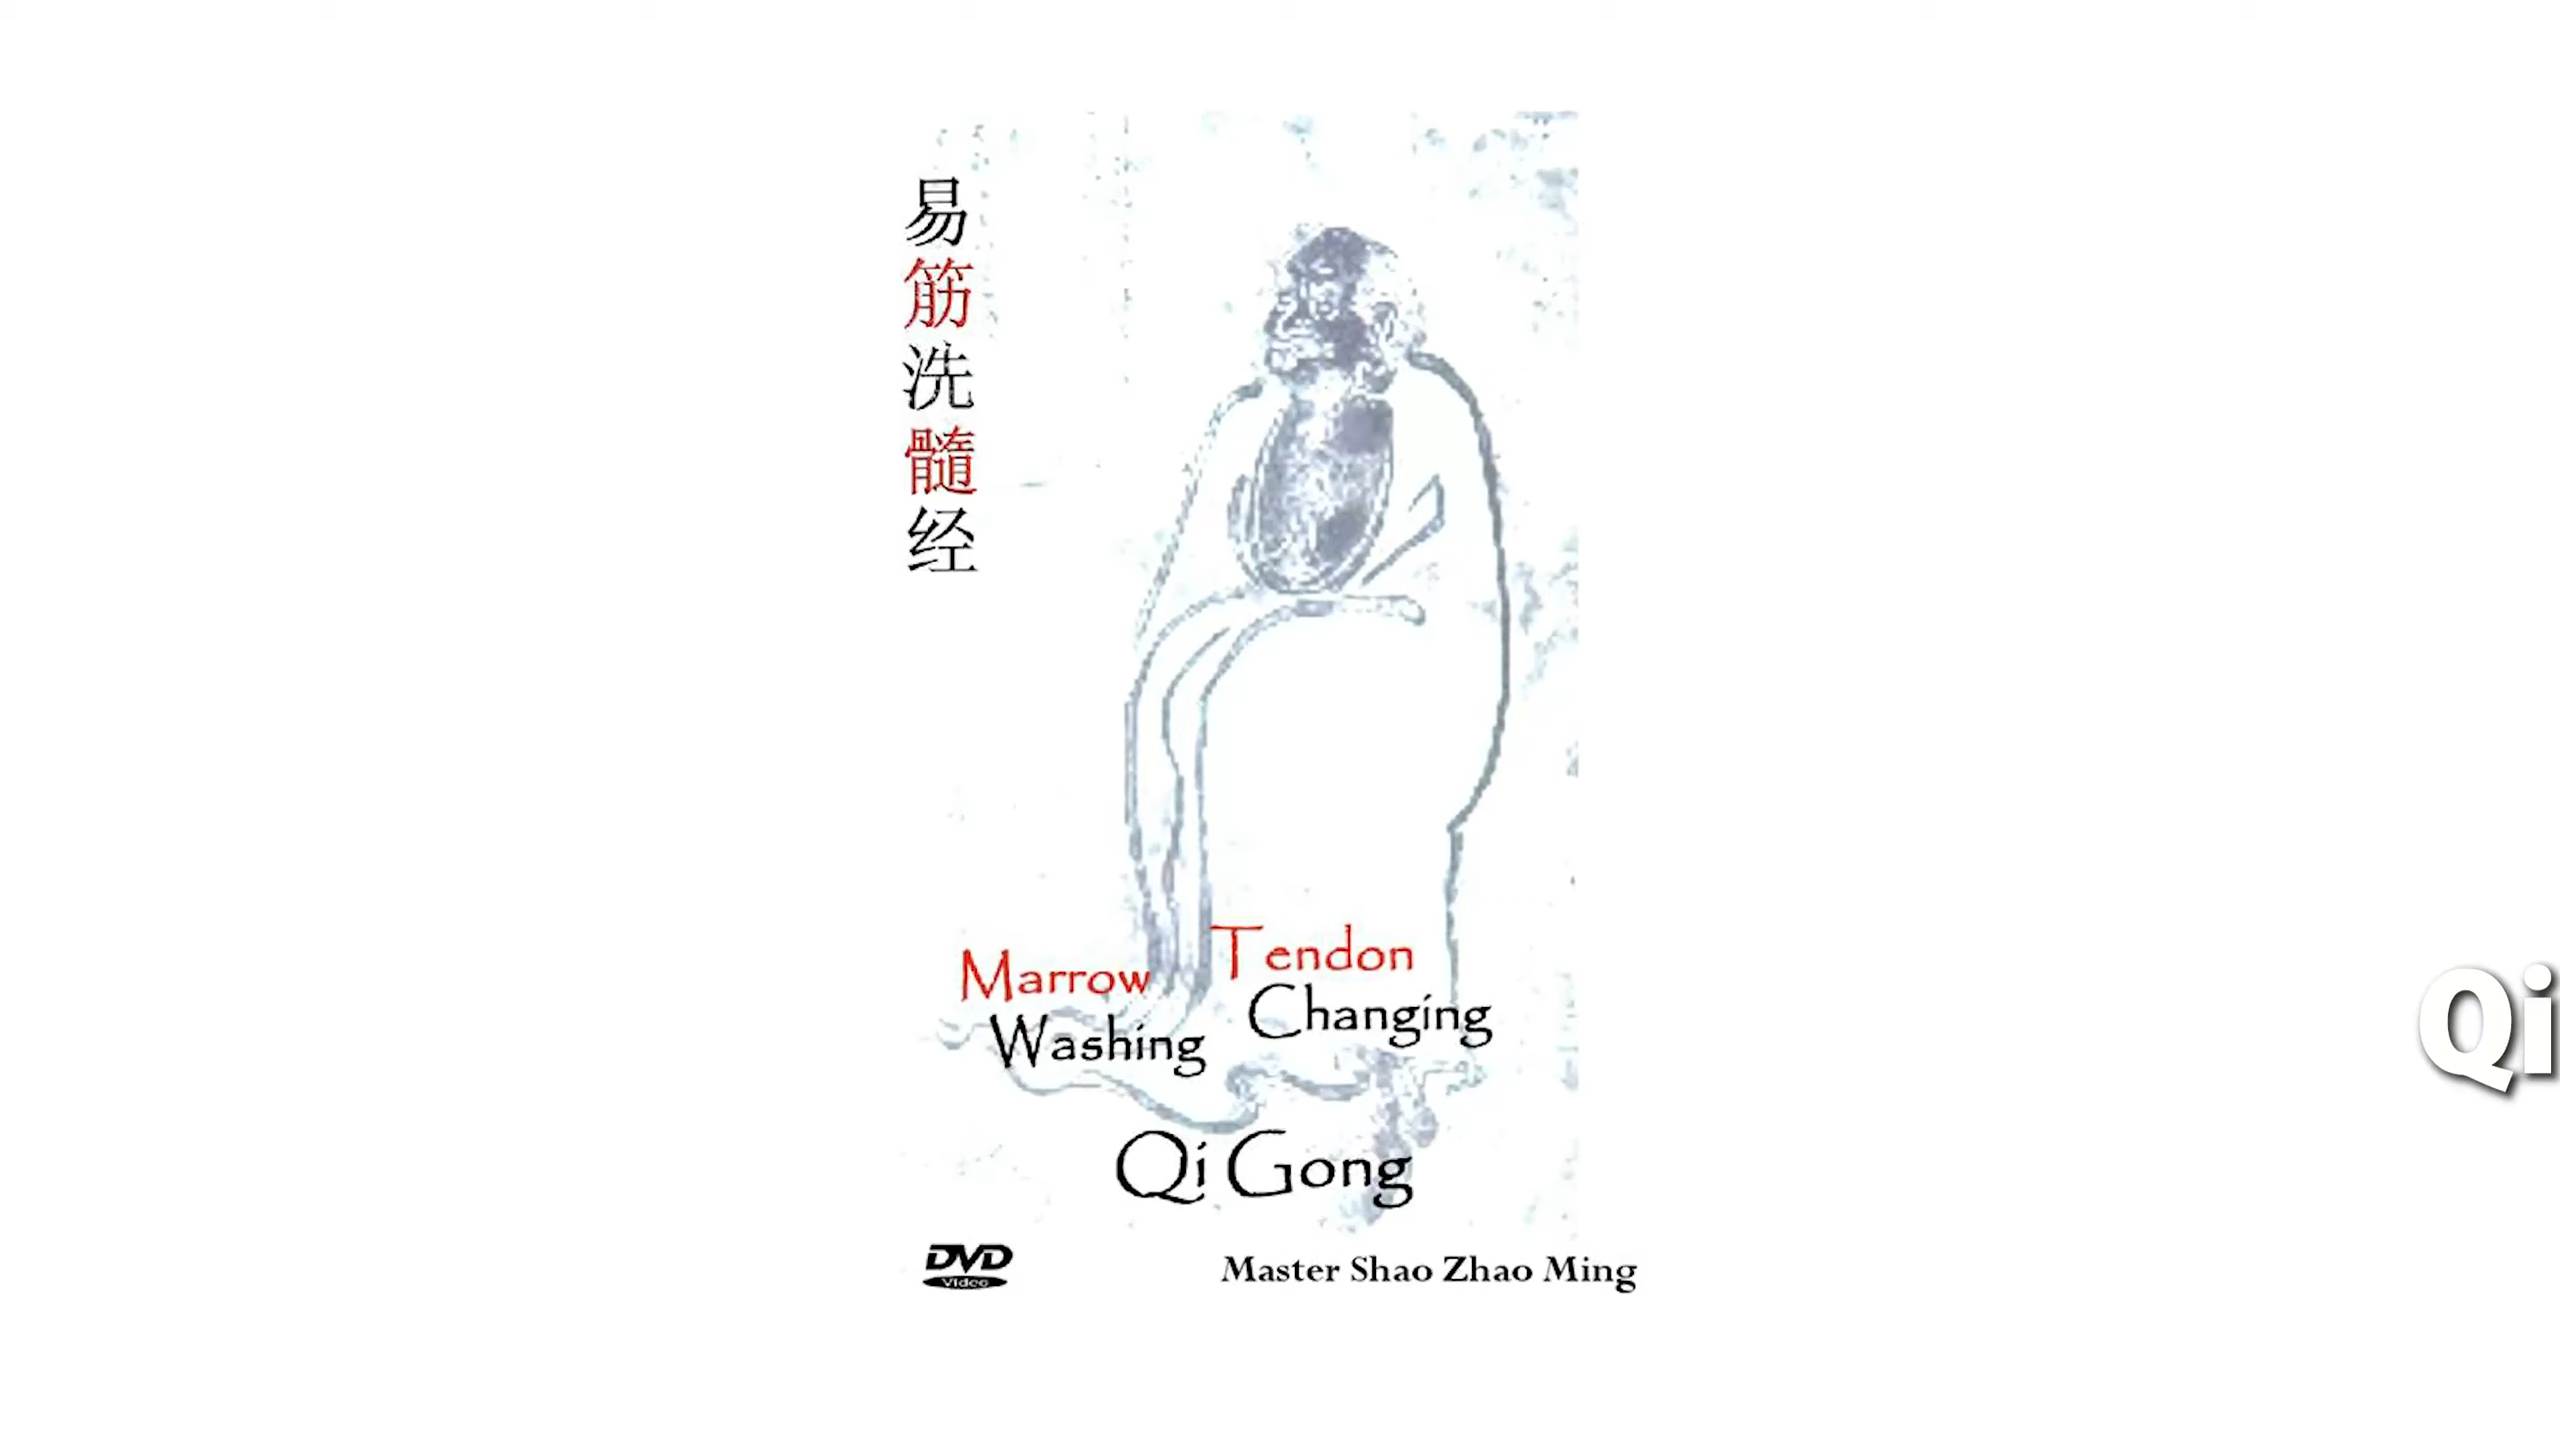 易筋洗髓经
Marrow
Washing
Tendon
Changing
Qi Gong
DVD
Video
Master Shao Zhao Ming
Qi